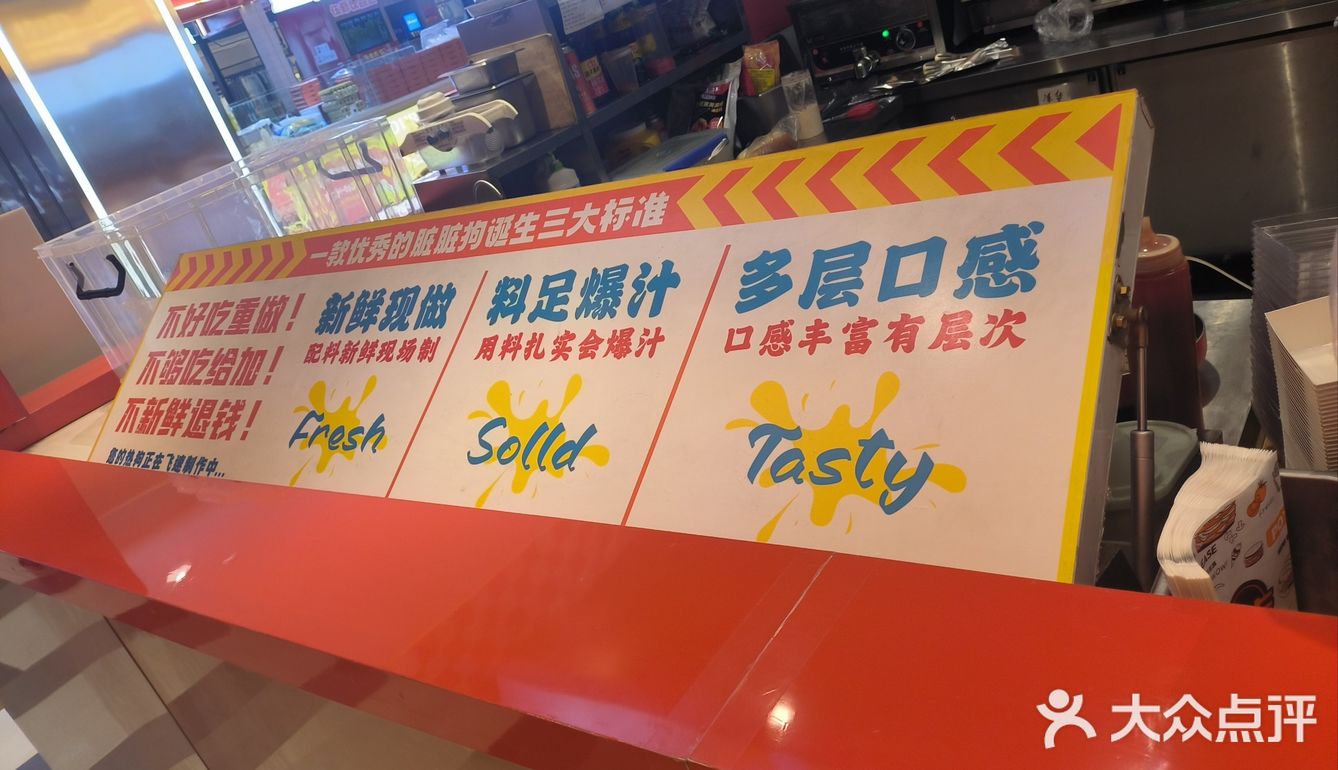 一款优秀的脏脏狗诞生三大标准
不好吃重做！
不够吃给加！
不新鲜退钱！
您的热狗正在飞速制作中...
新鲜现做
配料新鲜现场制
Fresh
料足爆汁
用料扎实会爆汁
Solld
多层口感
口感丰富有层次
Tasty
大众点评